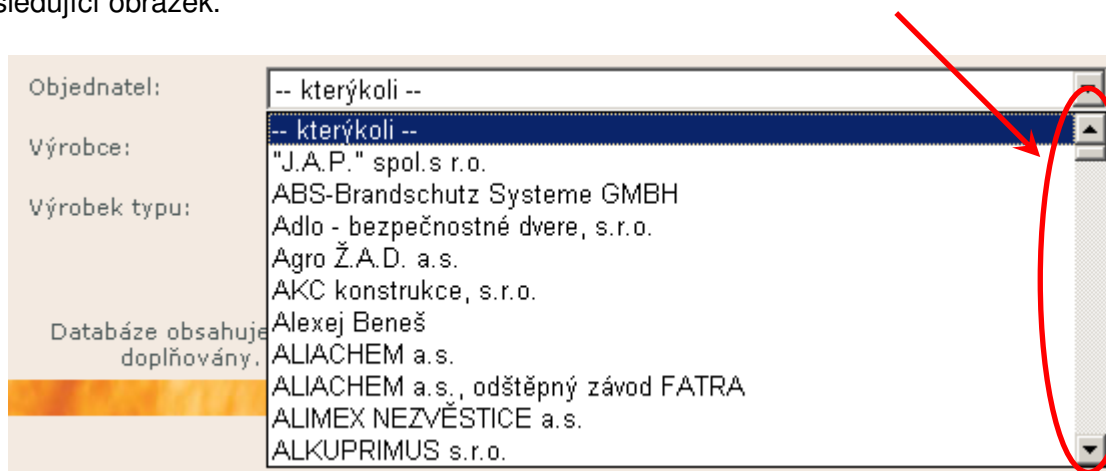 sledující obrázek.
Objednatel:
-- kterýkoli --
Výrobce:
Výrobek typu:
-- kterýkoli --
"J.A.P." spol.s r.o.
ABS-Brandschutz Systeme GMBH
Adlo - bezpečnostné dvere, s.r.o.
Agro Ž.A.D. a.s.
AKC konstrukce, s.r.o.
Alexej Beneš
ALIACHEM a.s.
ALIACHEM a.s., odštěpný závod FATRA
ALIMEX NEZVĚSTICE a.s.
ALKUPRIMUS s.r.o.
Databáze obsahuje
doplňovány.